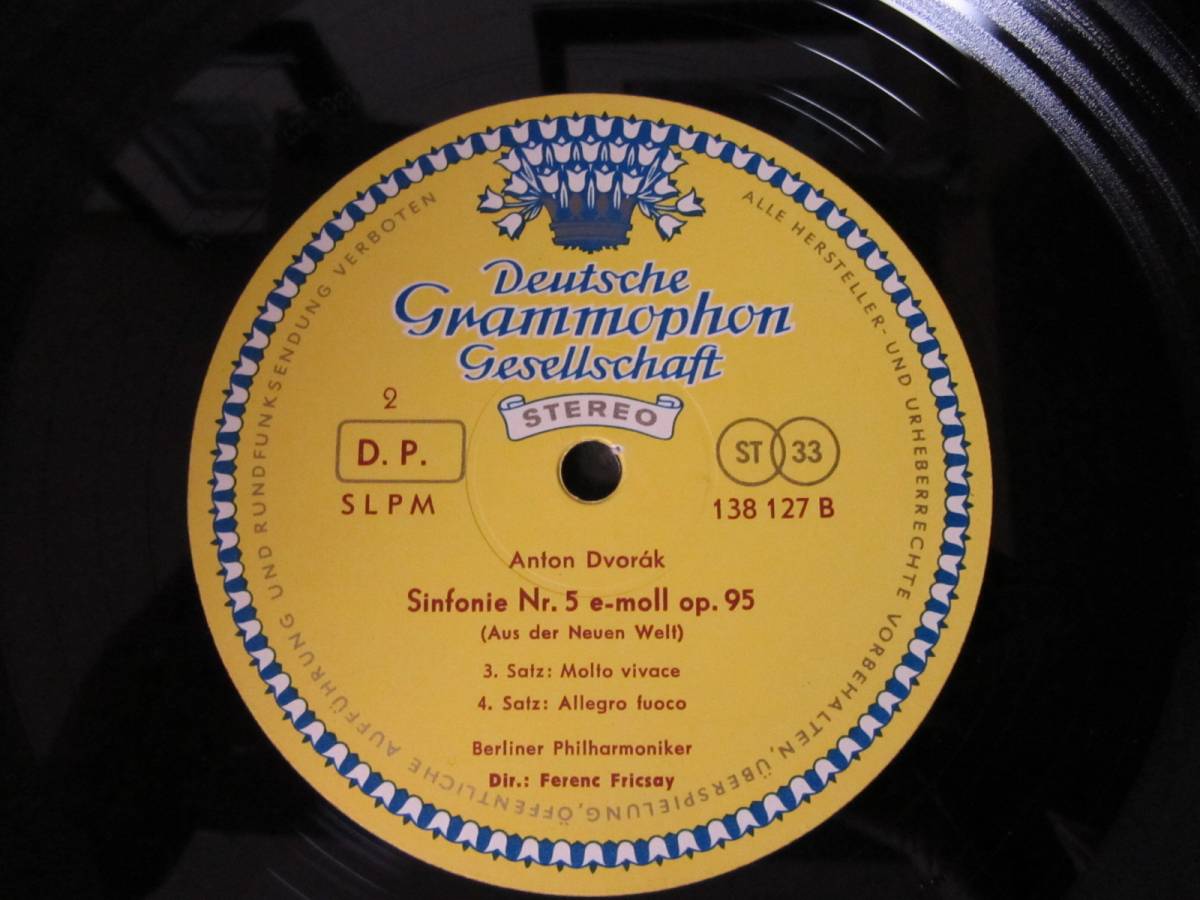 Deutsche
Grammophon
Gesellschaft
STEREO
2
D. P.
SLPM
ST 33
138 127 B
Anton Dvorák
Sinfonie Nr. 5 e-moll op. 95
(Aus der Neuen Welt)
3. Satz: Molto vivace
4. Satz: Allegro fuoco
Berliner Philharmoniker
Dir.: Ferenc Fricsay
ALLE HERSTELLER- UND URHEBERRECHTE VORBEHALTEN, ÜBERSPIELUNG, ÖFFENTLICHE AUFFÜHRUNG UND RUNDFUNKSENDUNG VERBOTEN